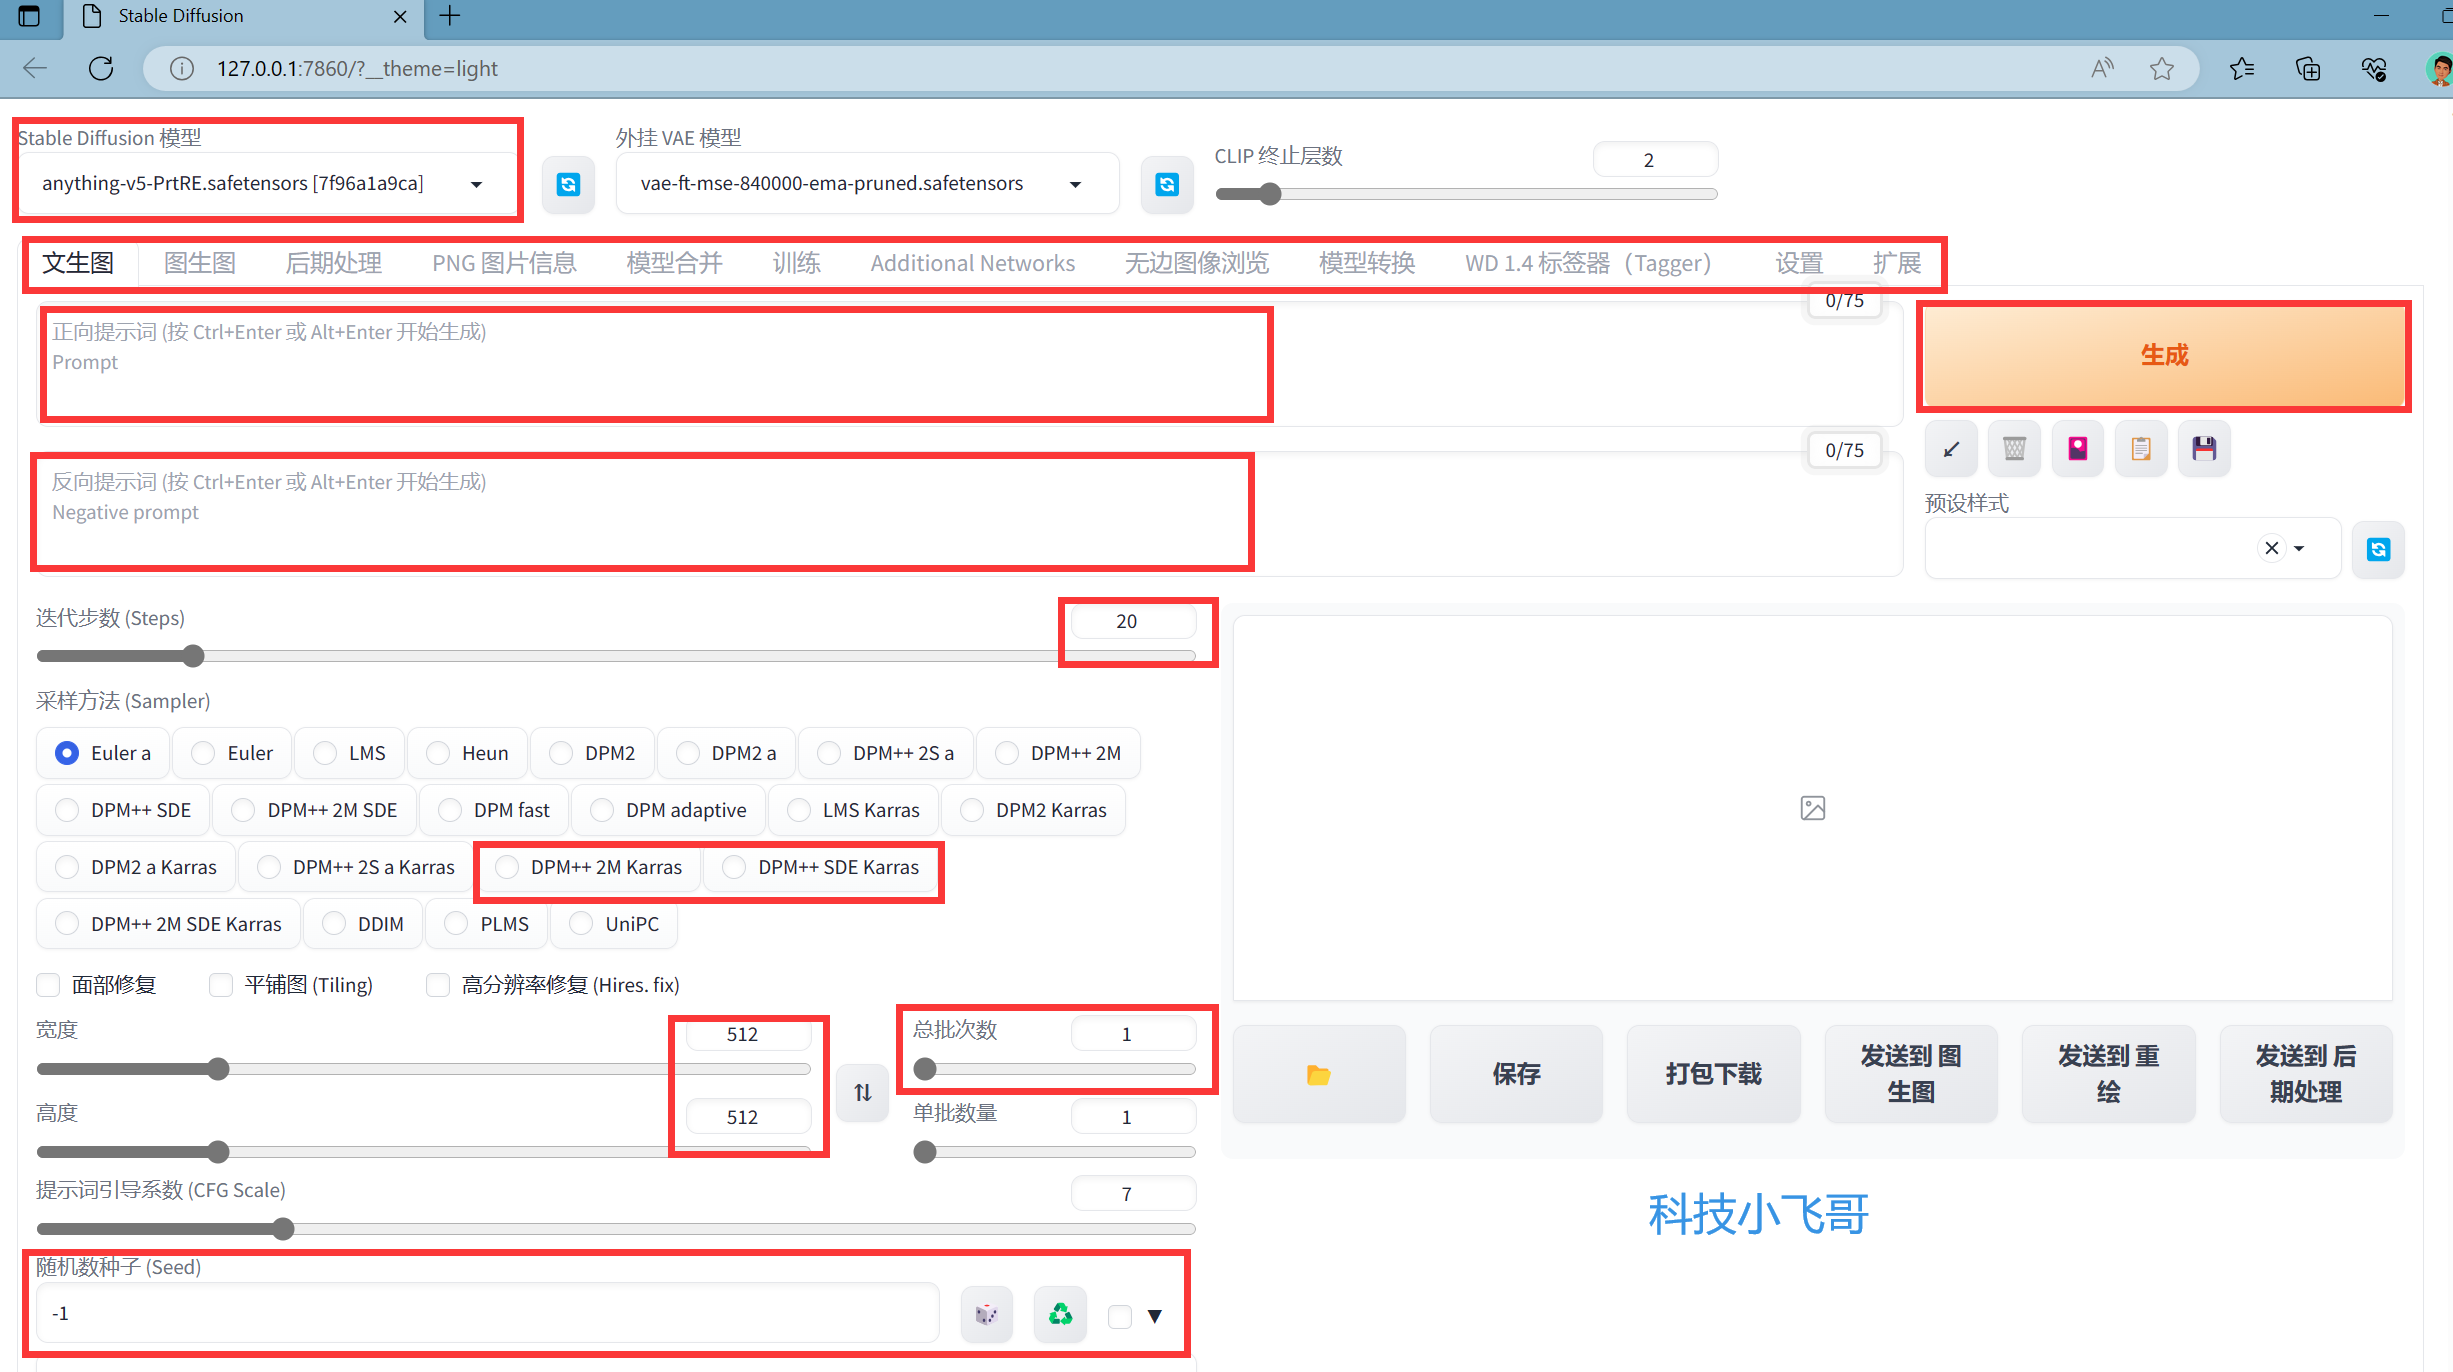 Stable Diffusion
127.0.0.1:7860/?__theme=light
Stable Diffusion 模型
anything-v5-PrtRE.safetensors [7f96a1a9ca]
外挂 VAE 模型
vae-ft-mse-840000-ema-pruned.safetensors
CLIP 终止层数
2
文生图 图生图 后期处理 PNG 图片信息 模型合并 训练 Additional Networks 无边图像浏览 模型转换 WD 1.4 标签器（Tagger） 设置 扩展
0/75
正向提示词 (按 Ctrl+Enter 或 Alt+Enter 开始生成)
Prompt
生成
0/75
反向提示词 (按 Ctrl+Enter 或 Alt+Enter 开始生成)
Negative prompt
预设样式
迭代步数 (Steps)
20
采样方法 (Sampler)
Euler a Euler LMS Heun DPM2 DPM2 a DPM++ 2S a DPM++ 2M
DPM++ SDE DPM++ 2M SDE DPM fast DPM adaptive LMS Karras DPM2 Karras
DPM2 a Karras DPM++ 2S a Karras DPM++ 2M Karras DPM++ SDE Karras
DPM++ 2M SDE Karras DDIM PLMS UniPC
面部修复 平铺图 (Tiling) 高分辨率修复 (Hires. fix)
宽度
512
总批次数
1
高度
512
单批数量
1
提示词引导系数 (CFG Scale)
7
随机数种子 (Seed)
-1
保存
打包下载
发送到 图
生图
发送到 重
绘
发送到 后
期处理
科技小飞哥